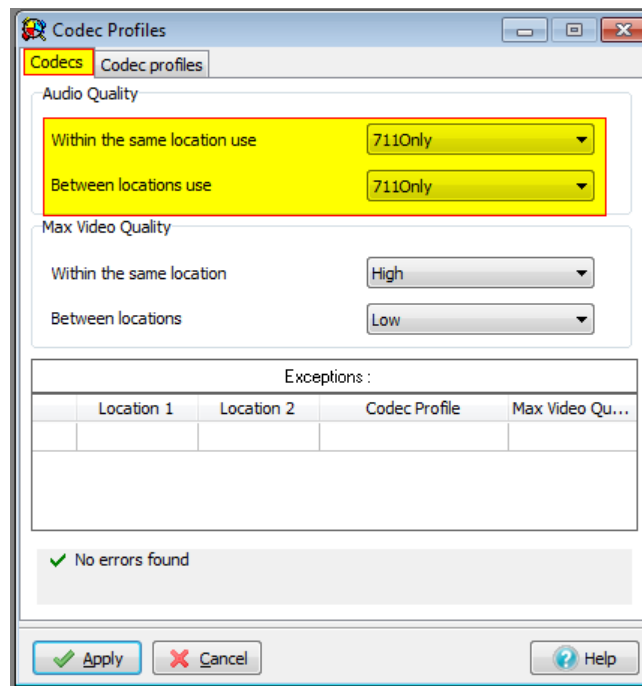 Codec Profiles
Codecs Codec profiles
Audio Quality
Within the same location use 711Only
Between locations use 711Only
Max Video Quality
Within the same location High
Between locations Low
Exceptions :
Location 1 Location 2 Codec Profile Max Video Qu...
No errors found
Apply Cancel Help